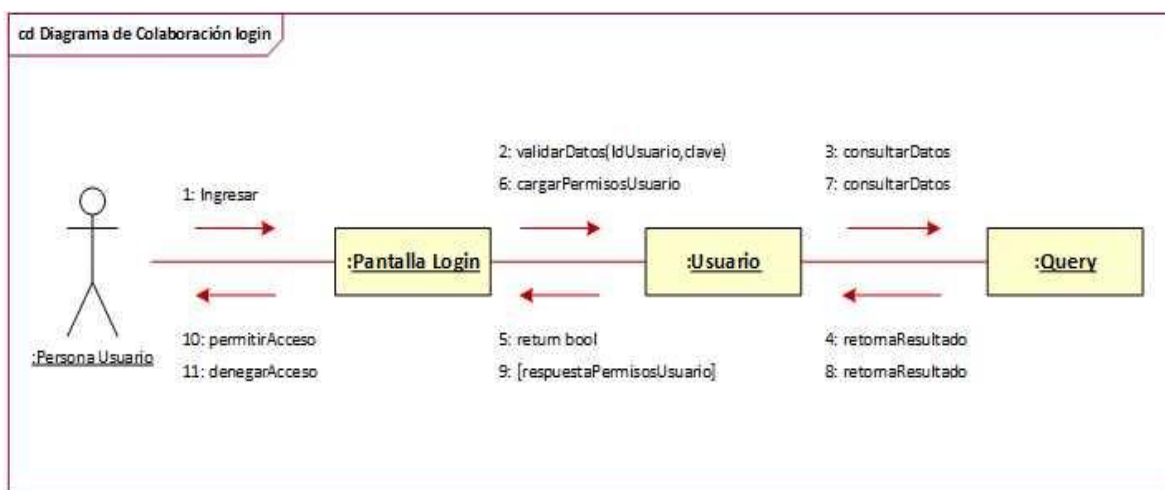 cd Diagrama de Colaboración login
2: validarDatos(IdUsuario,clave)
6: cargarPermisosUsuario
3: consultarDatos
7: consultarDatos
1: Ingresar
:Pantalla Login
:Usuario
:Query
:Persona Usuario
10: permitirAcceso
11: denegarAcceso
5: return bool
9: [respuestaPermisosUsuario]
4: retornaResultado
8: retornaResultado